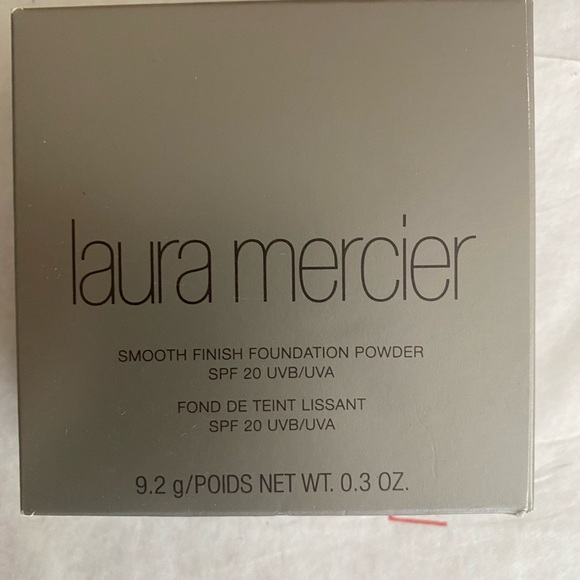 laura mercier
SMOOTH FINISH FOUNDATION POWDER
SPF 20 UVB/UVA
FOND DE TEINT LISSANT
SPF 20 UVB/UVA
9.2 g/POIDS NET WT. 0.3 OZ.